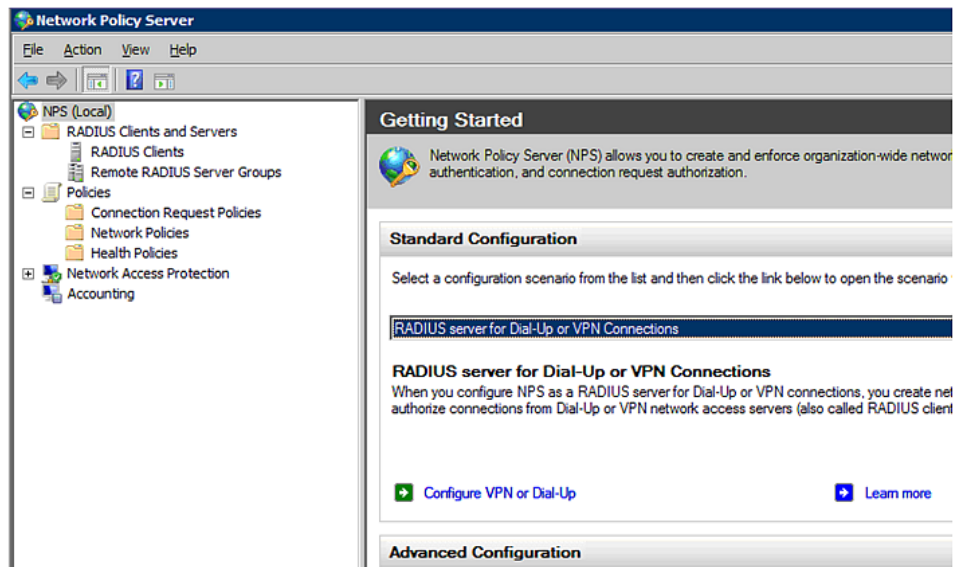 Network Policy Server
File Action View Help
NPS (Local)
RADIUS Clients and Servers
RADIUS Clients
Remote RADIUS Server Groups
Policies
Connection Request Policies
Network Policies
Health Policies
Network Access Protection
Accounting
Getting Started
Network Policy Server (NPS) allows you to create and enforce organization-wide networ
authentication, and connection request authorization.
Standard Configuration
Select a configuration scenario from the list and then click the link below to open the scenario
RADIUS server for Dial-Up or VPN Connections
RADIUS server for Dial-Up or VPN Connections
When you configure NPS as a RADIUS server for Dial-Up or VPN connections, you create net
authorize connections from Dial-Up or VPN network access servers (also called RADIUS client
Configure VPN or Dial-Up Learn more
Advanced Configuration